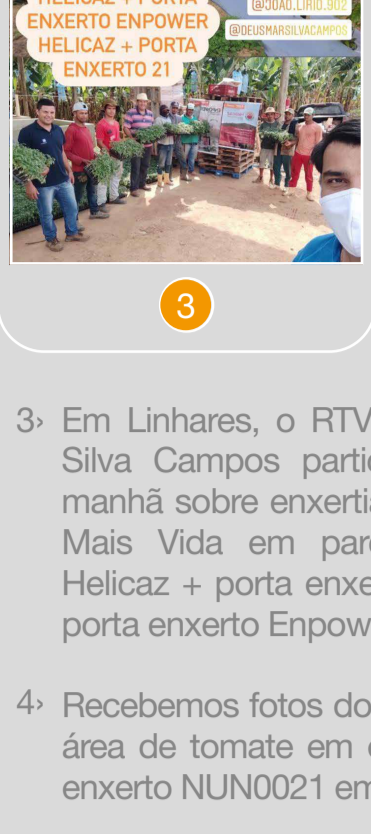 HELICAZ + PORTA
ENXERTO ENPOWER
HELICAZ + PORTA
ENXERTO 21
@JOAO.LIRIO.902
@DEUSMARSILVACAMPOS
3
3› Em Linhares, o RTV
Silva Campos partic
manhã sobre enxertia
Mais Vida em parc
Helicaz + porta enxe
porta enxerto Enpow
4› Recebemos fotos do
área de tomate em
enxerto NUN0021 em